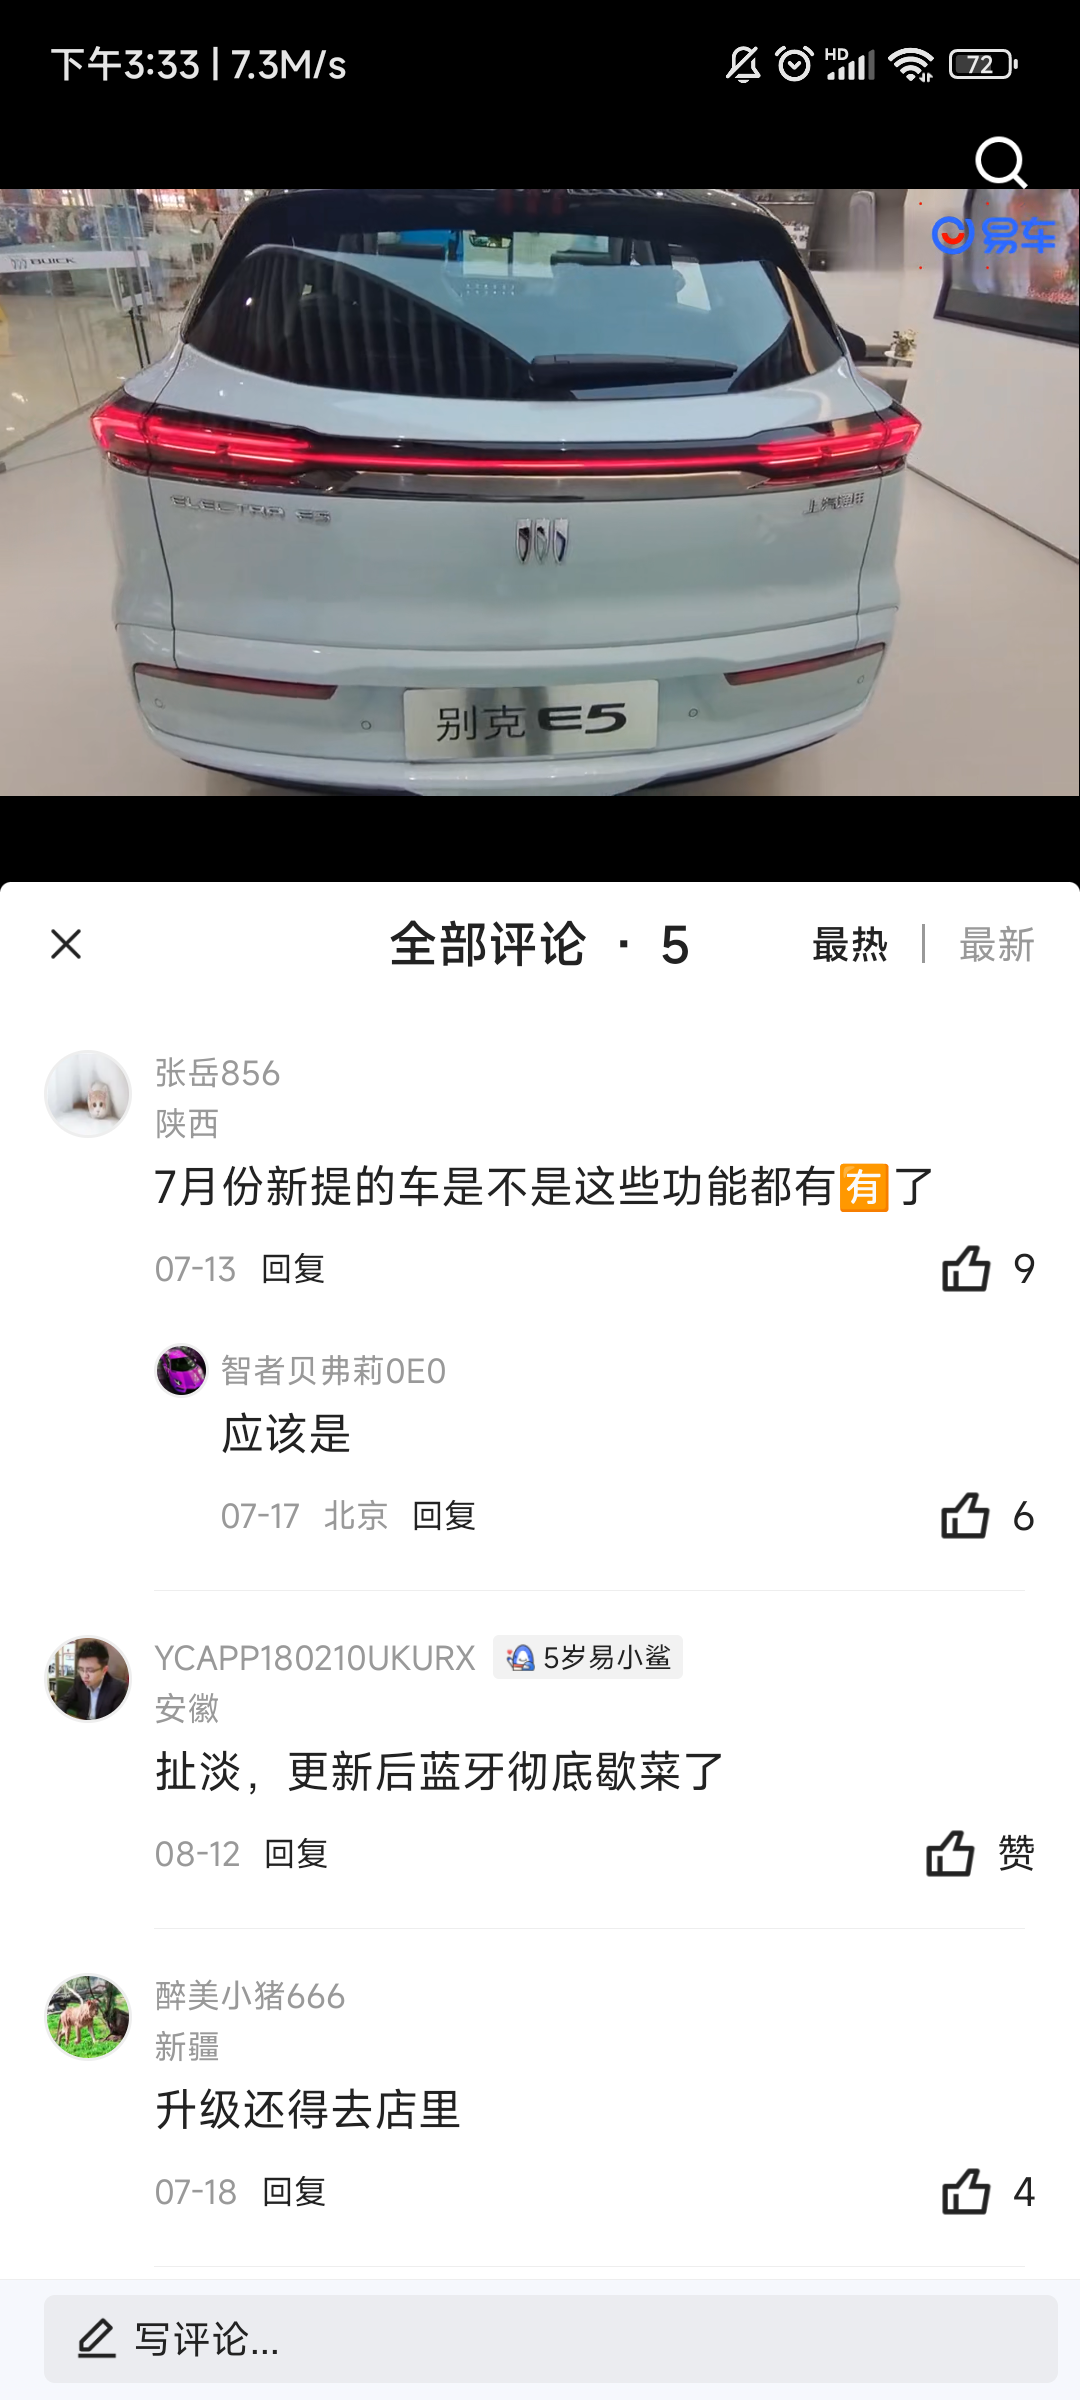 下午3:33 | 7.3M/s
HD
72
易车
BUICK
ELECTRA E5
上汽通用
别克 E5
全部评论 · 5
最热 | 最新
张岳856
陕西
7月份新提的车是不是这些功能都有🈶了
07-13 回复 9
智者贝弗莉0E0
应该是
07-17 北京 回复 6
YCAPP180210UKURX 5岁易小鲨
安徽
扯淡，更新后蓝牙彻底歇菜了
08-12 回复 赞
醉美小猪666
新疆
升级还得去店里
07-18 回复 4
写评论...